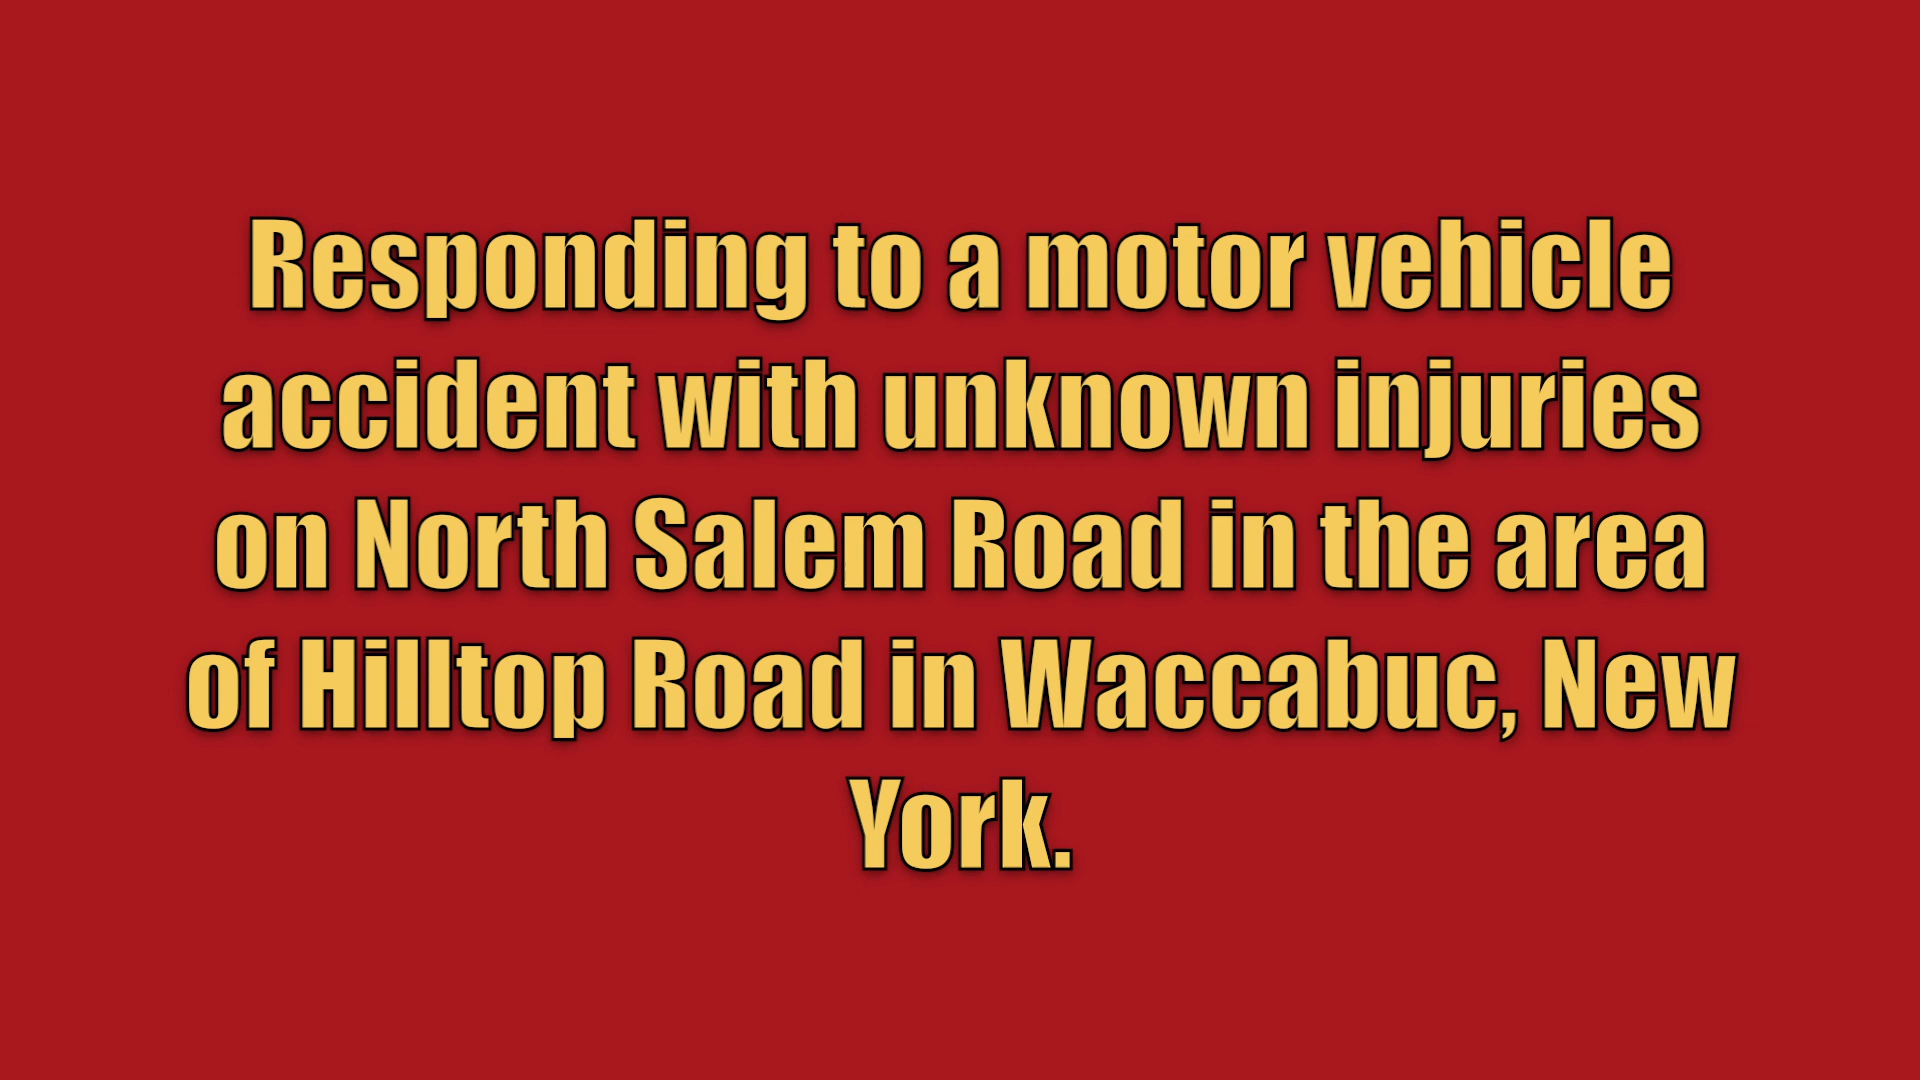 Responding to a motor vehicle
accident with unknown injuries
on North Salem Road in the area
of Hilltop Road in Waccabuc, New
York.